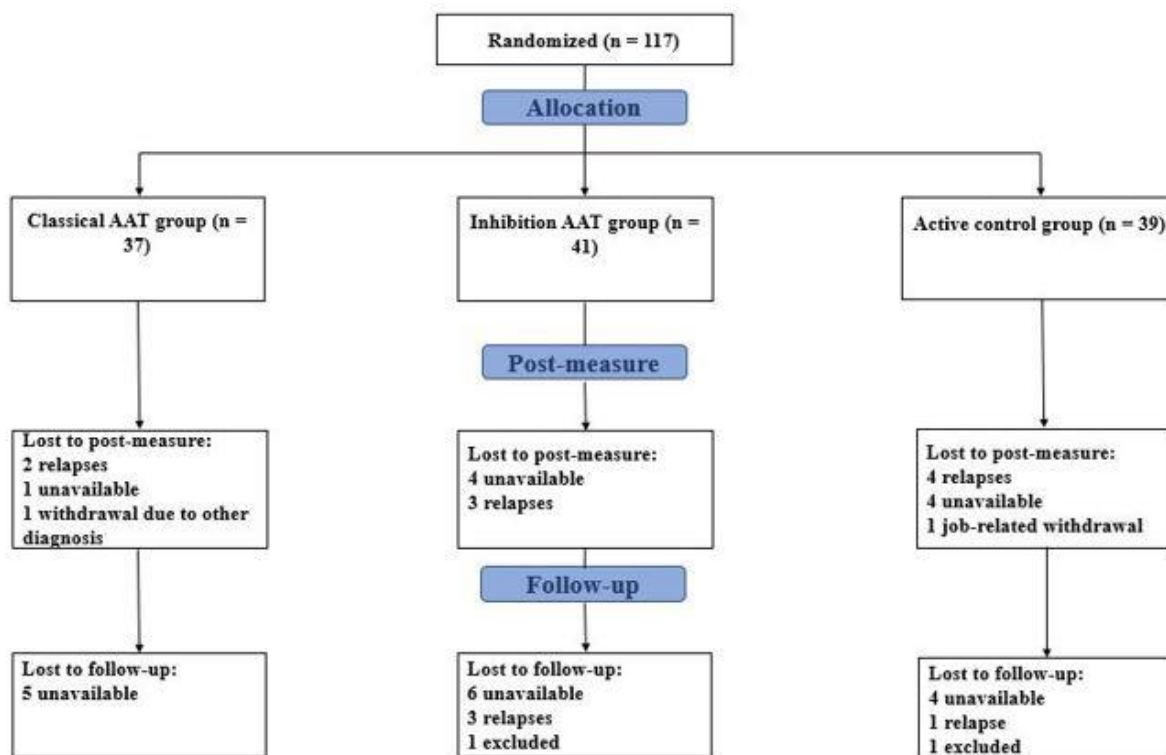 Randomized (n = 117)
Allocation
Classical AAT group (n =
37)
Inhibition AAT group (n =
41)
Active control group (n = 39)
Post-measure
Lost to post-measure:
2 relapses
1 unavailable
1 withdrawal due to other
diagnosis
Lost to post-measure:
4 unavailable
3 relapses
Lost to post-measure:
4 relapses
4 unavailable
1 job-related withdrawal
Follow-up
Lost to follow-up:
5 unavailable
Lost to follow-up:
6 unavailable
3 relapses
1 excluded
Lost to follow-up:
4 unavailable
1 relapse
1 excluded